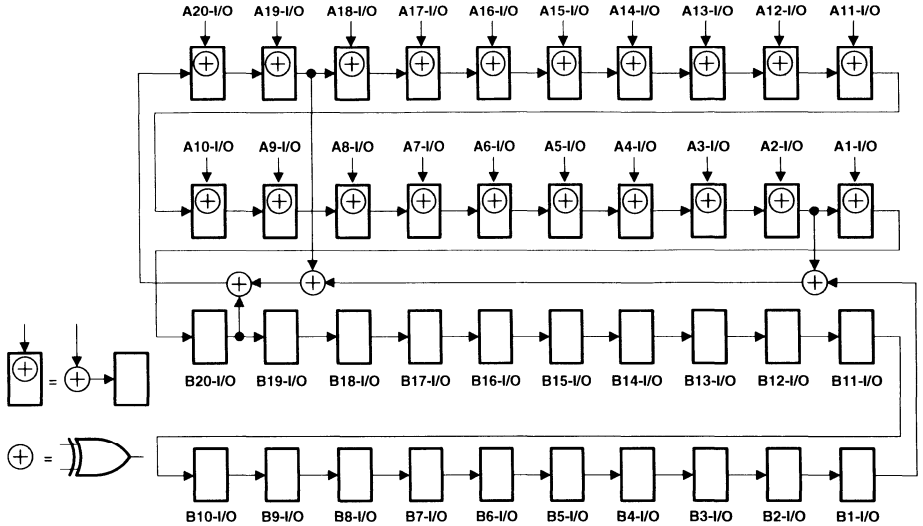 A20-I/O A19-I/O A18-I/O A17-I/O A16-I/O A15-I/O A14-I/O A13-I/O A12-I/O A11-I/O
A10-I/O A9-I/O A8-I/O A7-I/O A6-I/O A5-I/O A4-I/O A3-I/O A2-I/O A1-I/O
B20-I/O B19-I/O B18-I/O B17-I/O B16-I/O B15-I/O B14-I/O B13-I/O B12-I/O B11-I/O
=
=
B10-I/O B9-I/O B8-I/O B7-I/O B6-I/O B5-I/O B4-I/O B3-I/O B2-I/O B1-I/O